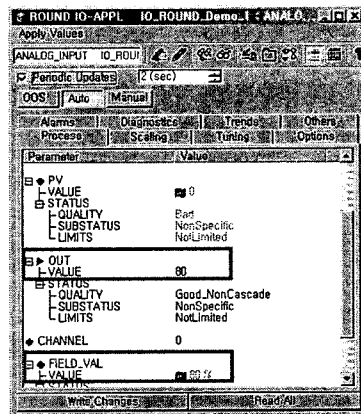 ROUND IO-APPL IO_ROUND_Demo_I : ANALO...
Apply Values
ANALOG_INPUT IO_ROUI
Periodic Updates 2 (sec)
OOS Auto Manual
Alarms Diagnostics Trends Others
Process Scaling Tuning Options
Parameter Value
PV
VALUE 0
STATUS
QUALITY Bad
SUBSTATUS NonSpecific
LIMITS NotLimited
OUT
VALUE 80
STATUS
QUALITY Good_NonCascade
SUBSTATUS NonSpecific
LIMITS NotLimited
CHANNEL 0
FIELD_VAL
VALUE 80 %
STATUS
Write Changes Read All